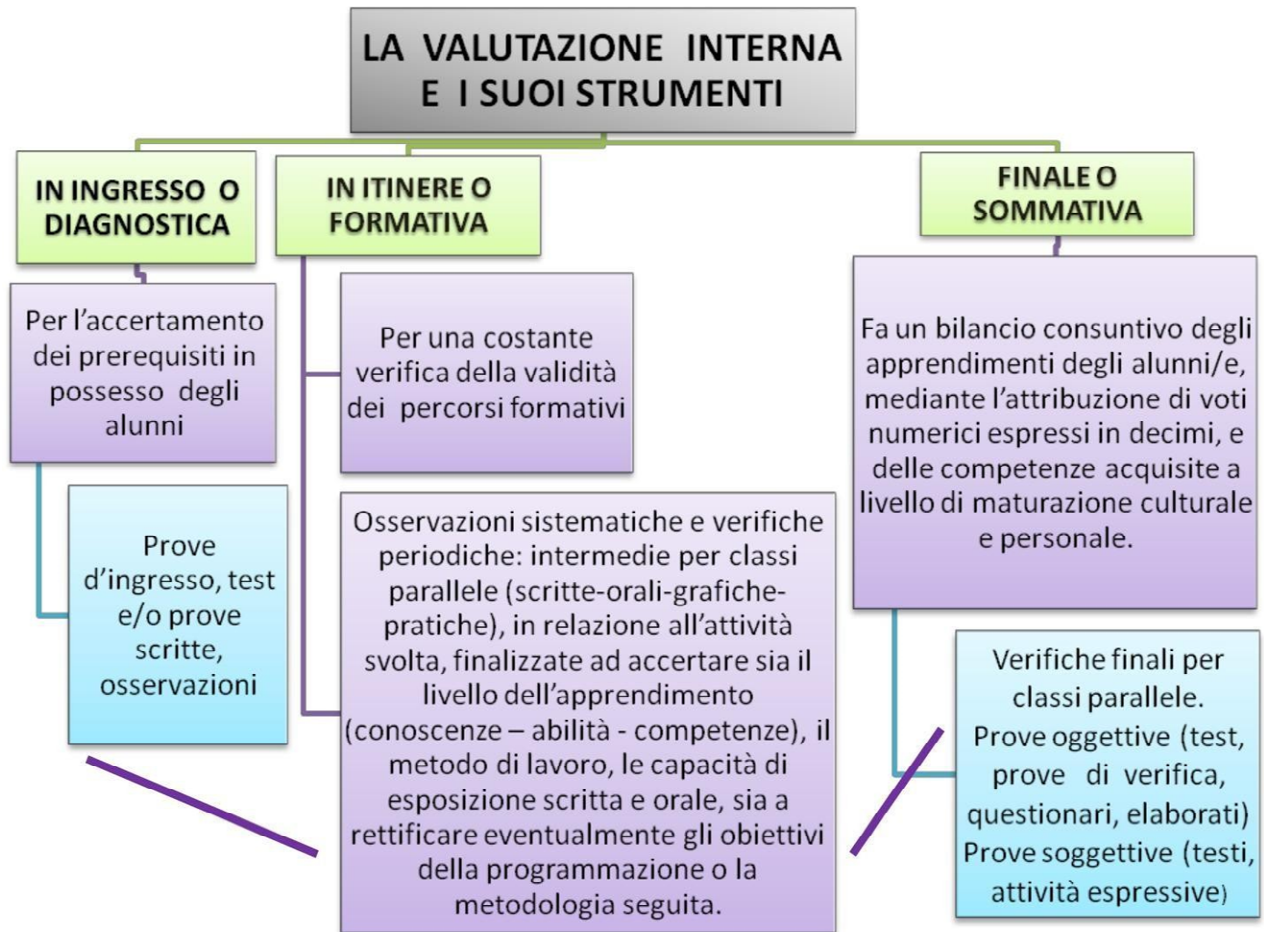 LA VALUTAZIONE INTERNA
E I SUOI STRUMENTI
IN INGRESSO O
DIAGNOSTICA
Per l'accertamento
dei prerequisiti in
possesso degli
alunni
Prove
d'ingresso, test
e/o prove
scritte,
osservazioni
IN ITINERE O
FORMATIVA
Per una costante
verifica della validità
dei percorsi formativi
Osservazioni sistematiche e verifiche
periodiche: intermedie per classi
parallele (scritte-orali-grafiche-
pratiche), in relazione all'attività
svolta, finalizzate ad accertare sia il
livello dell'apprendimento
(conoscenze – abilità - competenze), il
metodo di lavoro, le capacità di
esposizione scritta e orale, sia a
rettificare eventualmente gli obiettivi
della programmazione o la
metodologia seguita.
FINALE O
SOMMATIVA
Fa un bilancio consuntivo degli
apprendimenti degli alunni/e,
mediante l'attribuzione di voti
numerici espressi in decimi, e
delle competenze acquisite a
livello di maturazione culturale
e personale.
Verifiche finali per
classi parallele.
Prove oggettive (test,
prove di verifica,
questionari, elaborati)
Prove soggettive (testi,
attività espressive)